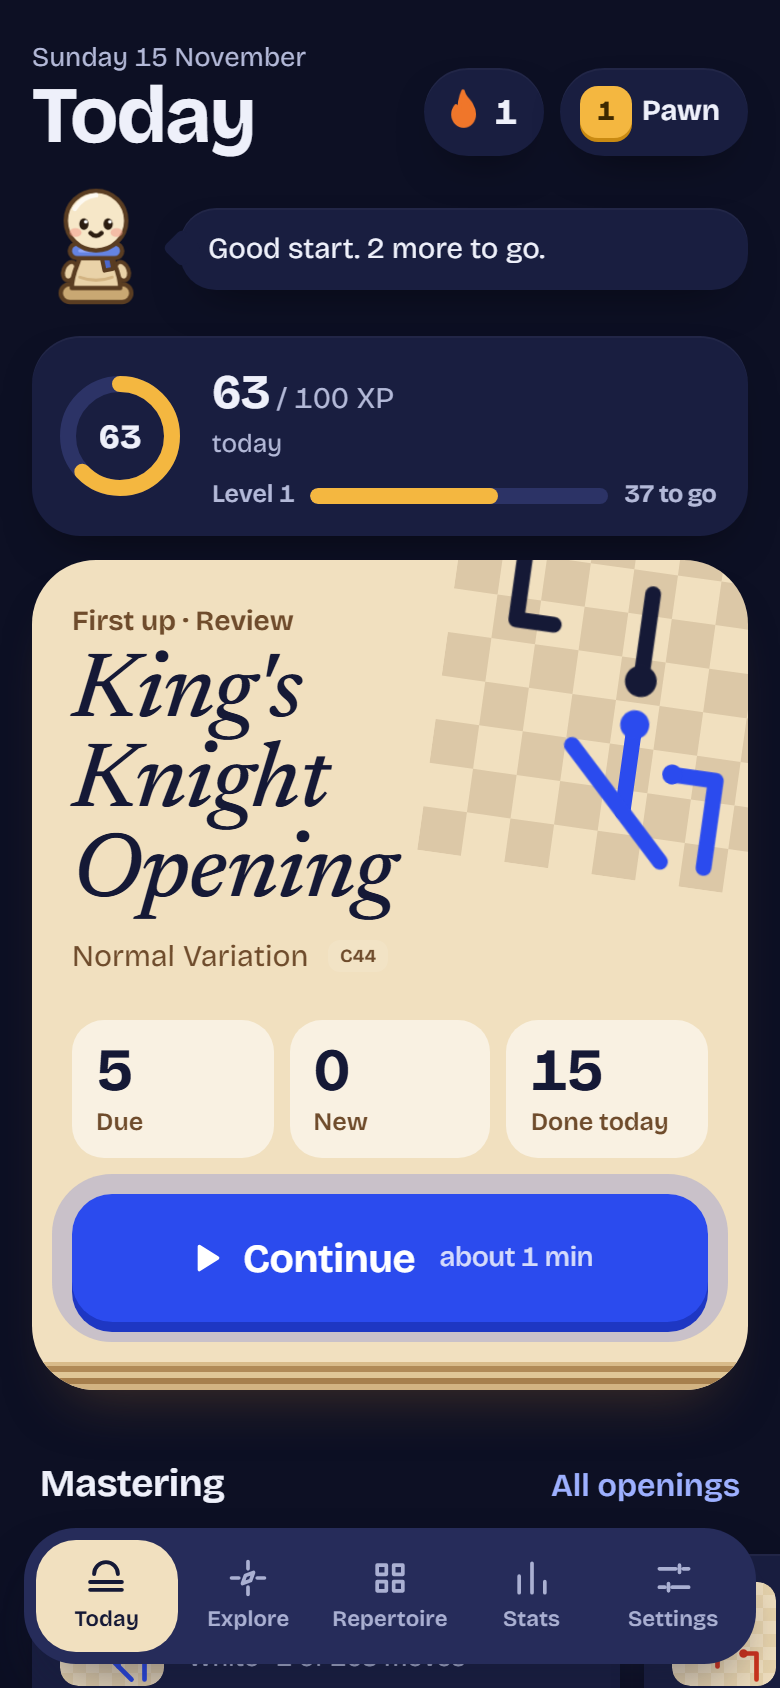 Sunday 15 November
Today
1
1 Pawn
Good start. 2 more to go.
63
63 / 100 XP
today
Level 1
37 to go
First up · Review
King's
Knight
Opening
Normal Variation
C44
5
Due
0
New
15
Done today
Continue about 1 min
Mastering
All openings
Today
Explore
Repertoire
Stats
Settings